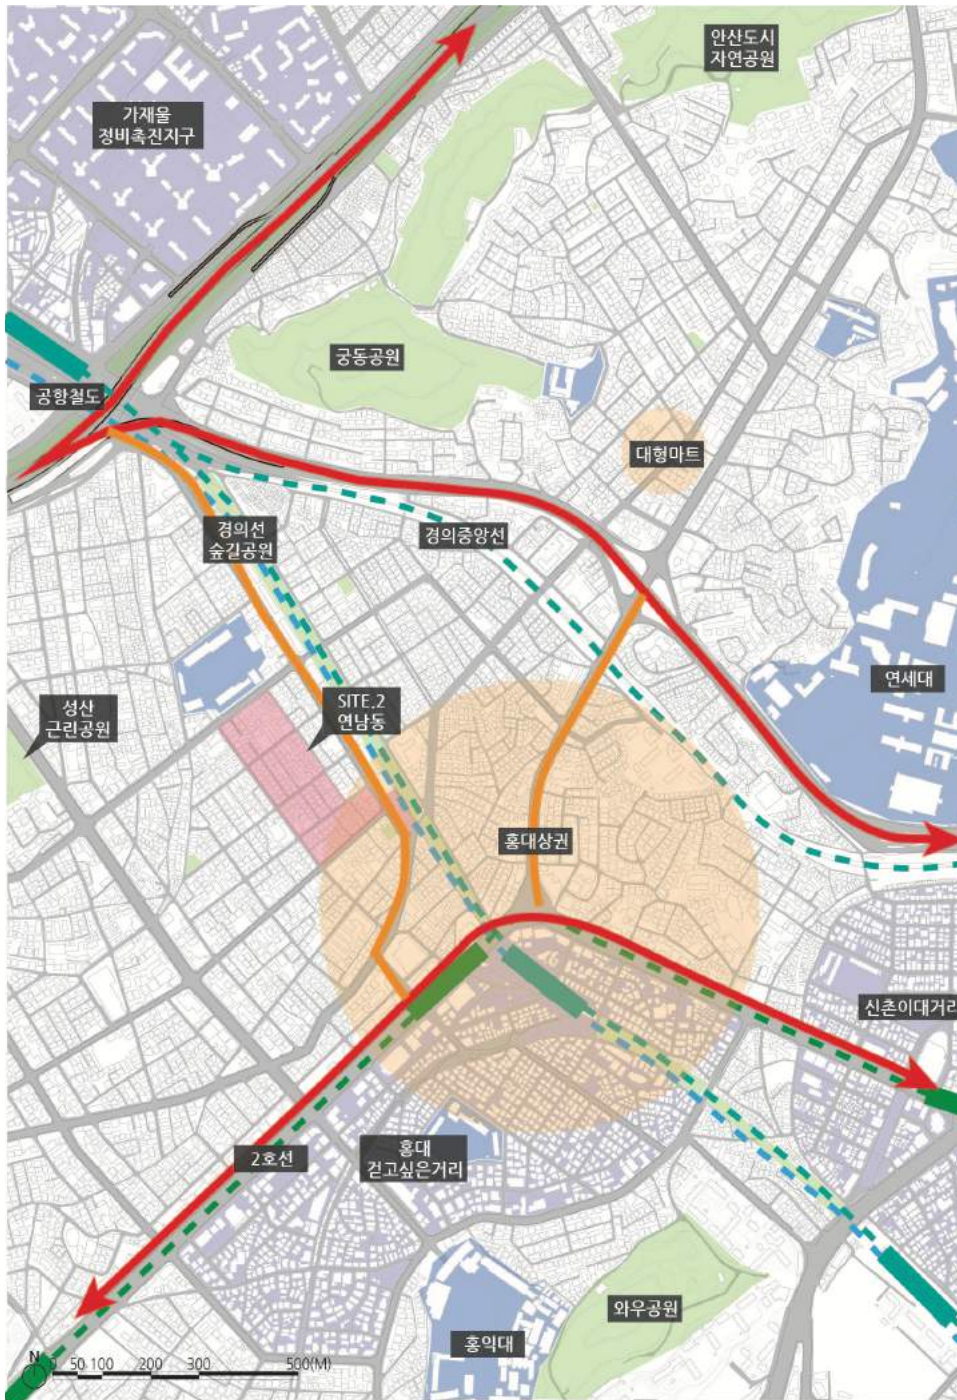 안산도시
자연공원
가재울
정비촉진지구
궁동공원
공항철도
대형마트
경의선
숲길공원
경의중앙선
연세대
성산
근린공원
SITE.2
연남동
홍대상권
신촌이대거리
2호선
홍대
걷고싶은거리
와우공원
홍익대
N
0 50 100 200 300 500(M)